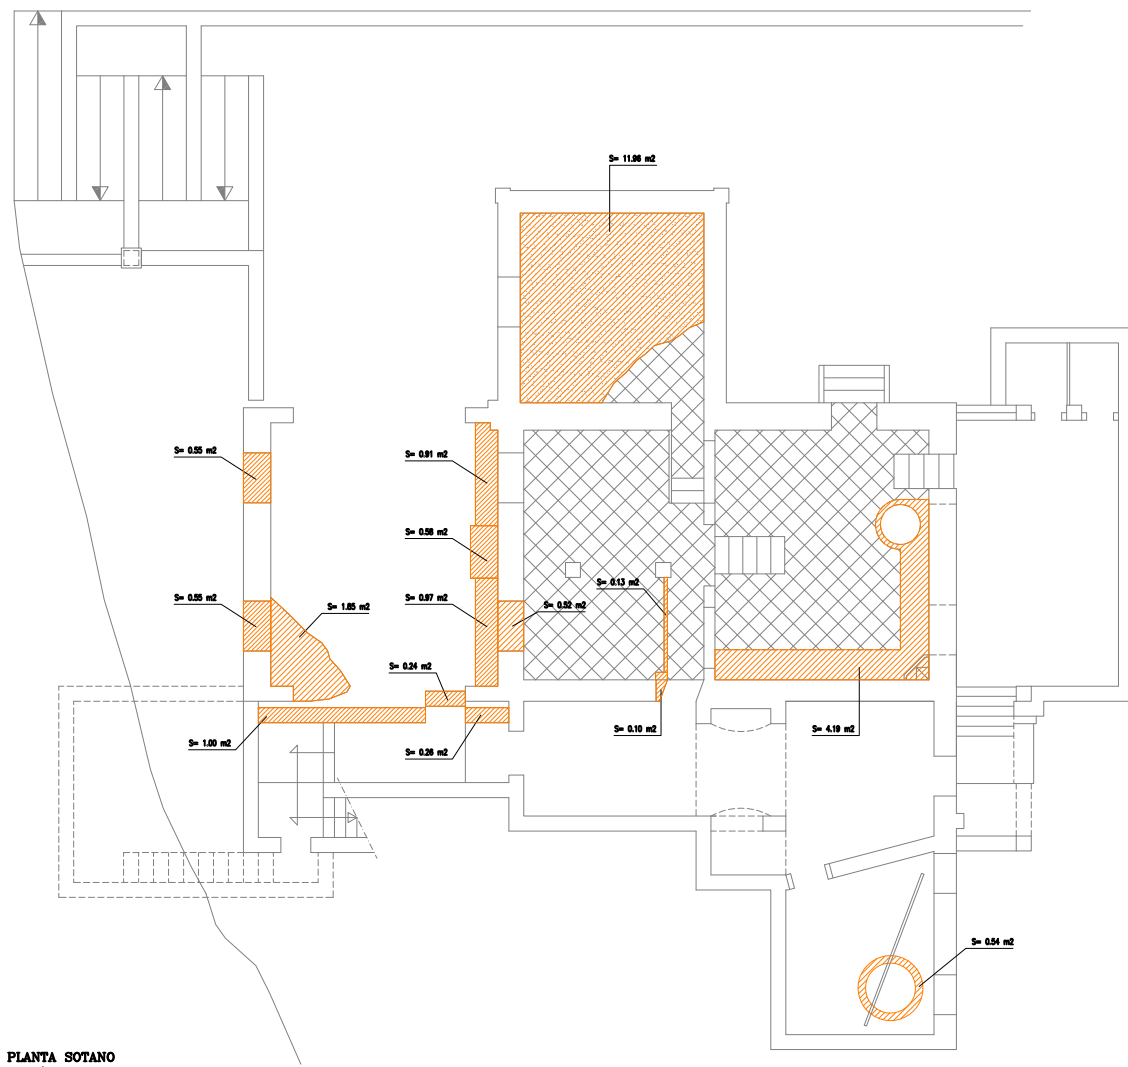 S= 11.96 m2
S= 0.55 m2
S= 0.91 m2
S= 0.58 m2
S= 0.13 m2
S= 0.55 m2
S= 1.65 m2
S= 0.97 m2
S= 0.52 m2
S= 0.24 m2
S= 1.00 m2
S= 0.26 m2
S= 0.10 m2
S= 4.19 m2
S= 0.54 m2
PLANTA SOTANO